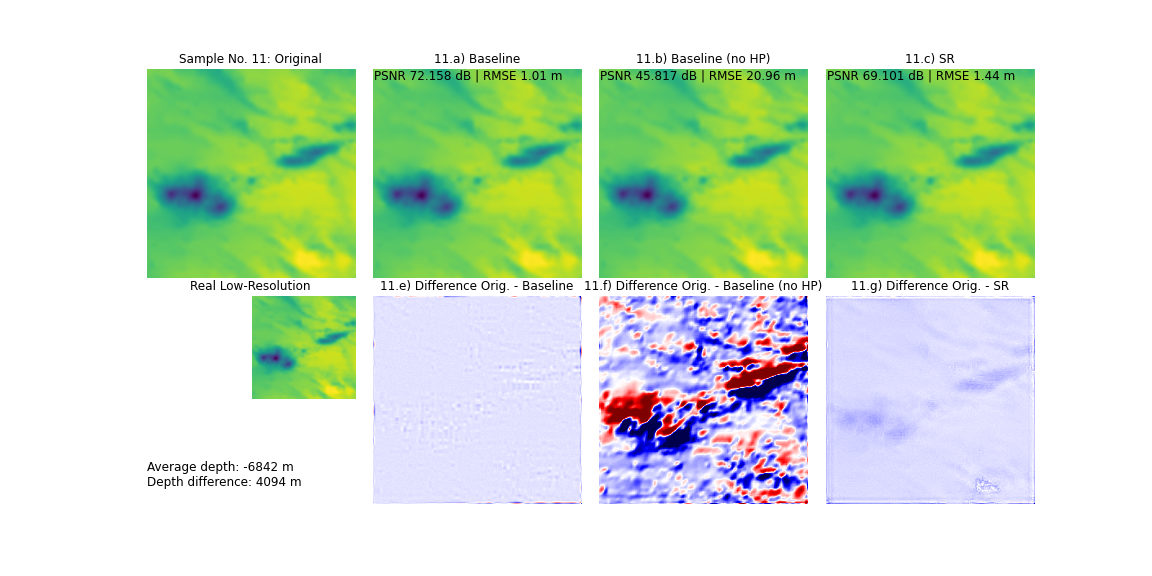 Sample No. 11: Original
11.a) Baseline
11.b) Baseline (no HP)
11.c) SR
PSNR 72.158 dB | RMSE 1.01 m
PSNR 45.817 dB | RMSE 20.96 m
PSNR 69.101 dB | RMSE 1.44 m
Real Low-Resolution
11.e) Difference Orig. - Baseline
11.f) Difference Orig. - Baseline (no HP)
11.g) Difference Orig. - SR
Average depth: -6842 m
Depth difference: 4094 m